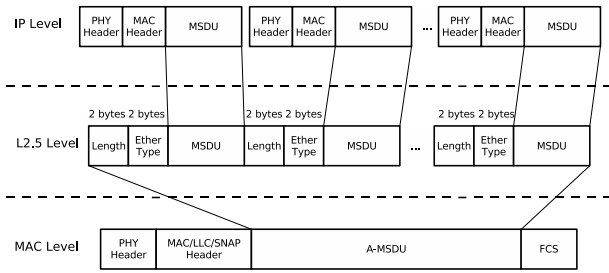 IP Level
PHY Header
MAC Header
MSDU
PHY Header
MAC Header
MSDU
...
PHY Header
MAC Header
MSDU
2 bytes 2 bytes
2 bytes 2 bytes
2 bytes 2 bytes
L2.5 Level
Length
Ether Type
MSDU
Length
Ether Type
MSDU
...
Length
Ether Type
MSDU
MAC Level
PHY Header
MAC/LLC/SNAP Header
A-MSDU
FCS